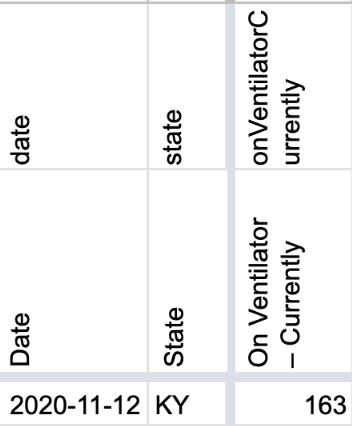 date
state
onVentilatorC
urrently
Date
State
On Ventilator
– Currently
2020-11-12
KY
163